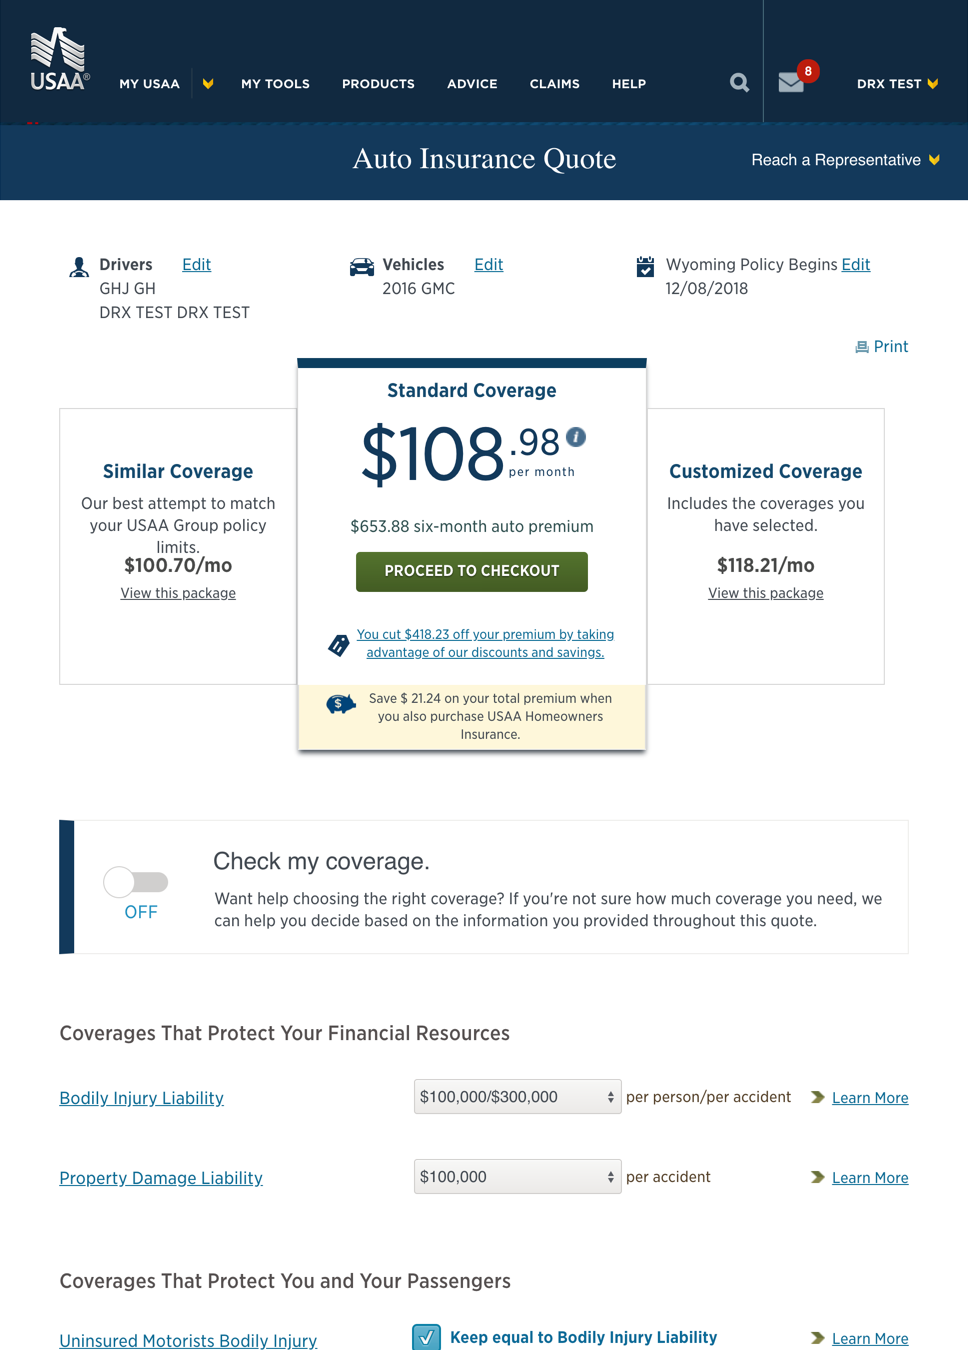 USAA®
MY USAA
MY TOOLS
PRODUCTS
ADVICE
CLAIMS
HELP
8
DRX TEST
Auto Insurance Quote
Reach a Representative
Drivers Edit
GHJ GH
DRX TEST DRX TEST
Vehicles Edit
2016 GMC
Wyoming Policy Begins Edit
12/08/2018
Print
Similar Coverage
Our best attempt to match
your USAA Group policy
limits.
$100.70/mo
View this package
Standard Coverage
$108.98 i
per month
$653.88 six-month auto premium
PROCEED TO CHECKOUT
You cut $418.23 off your premium by taking
advantage of our discounts and savings.
$
Save $ 21.24 on your total premium when
you also purchase USAA Homeowners
Insurance.
Customized Coverage
Includes the coverages you
have selected.
$118.21/mo
View this package
OFF
Check my coverage.
Want help choosing the right coverage? If you're not sure how much coverage you need, we
can help you decide based on the information you provided throughout this quote.
Coverages That Protect Your Financial Resources
Bodily Injury Liability $100,000/$300,000 per person/per accident Learn More
Property Damage Liability $100,000 per accident Learn More
Coverages That Protect You and Your Passengers
Uninsured Motorists Bodily Injury Keep equal to Bodily Injury Liability Learn More